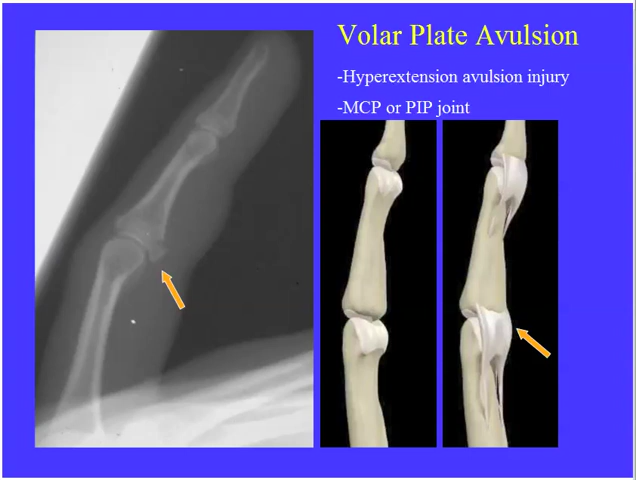 Volar Plate Avulsion
-Hyperextension avulsion injury
-MCP or PIP joint